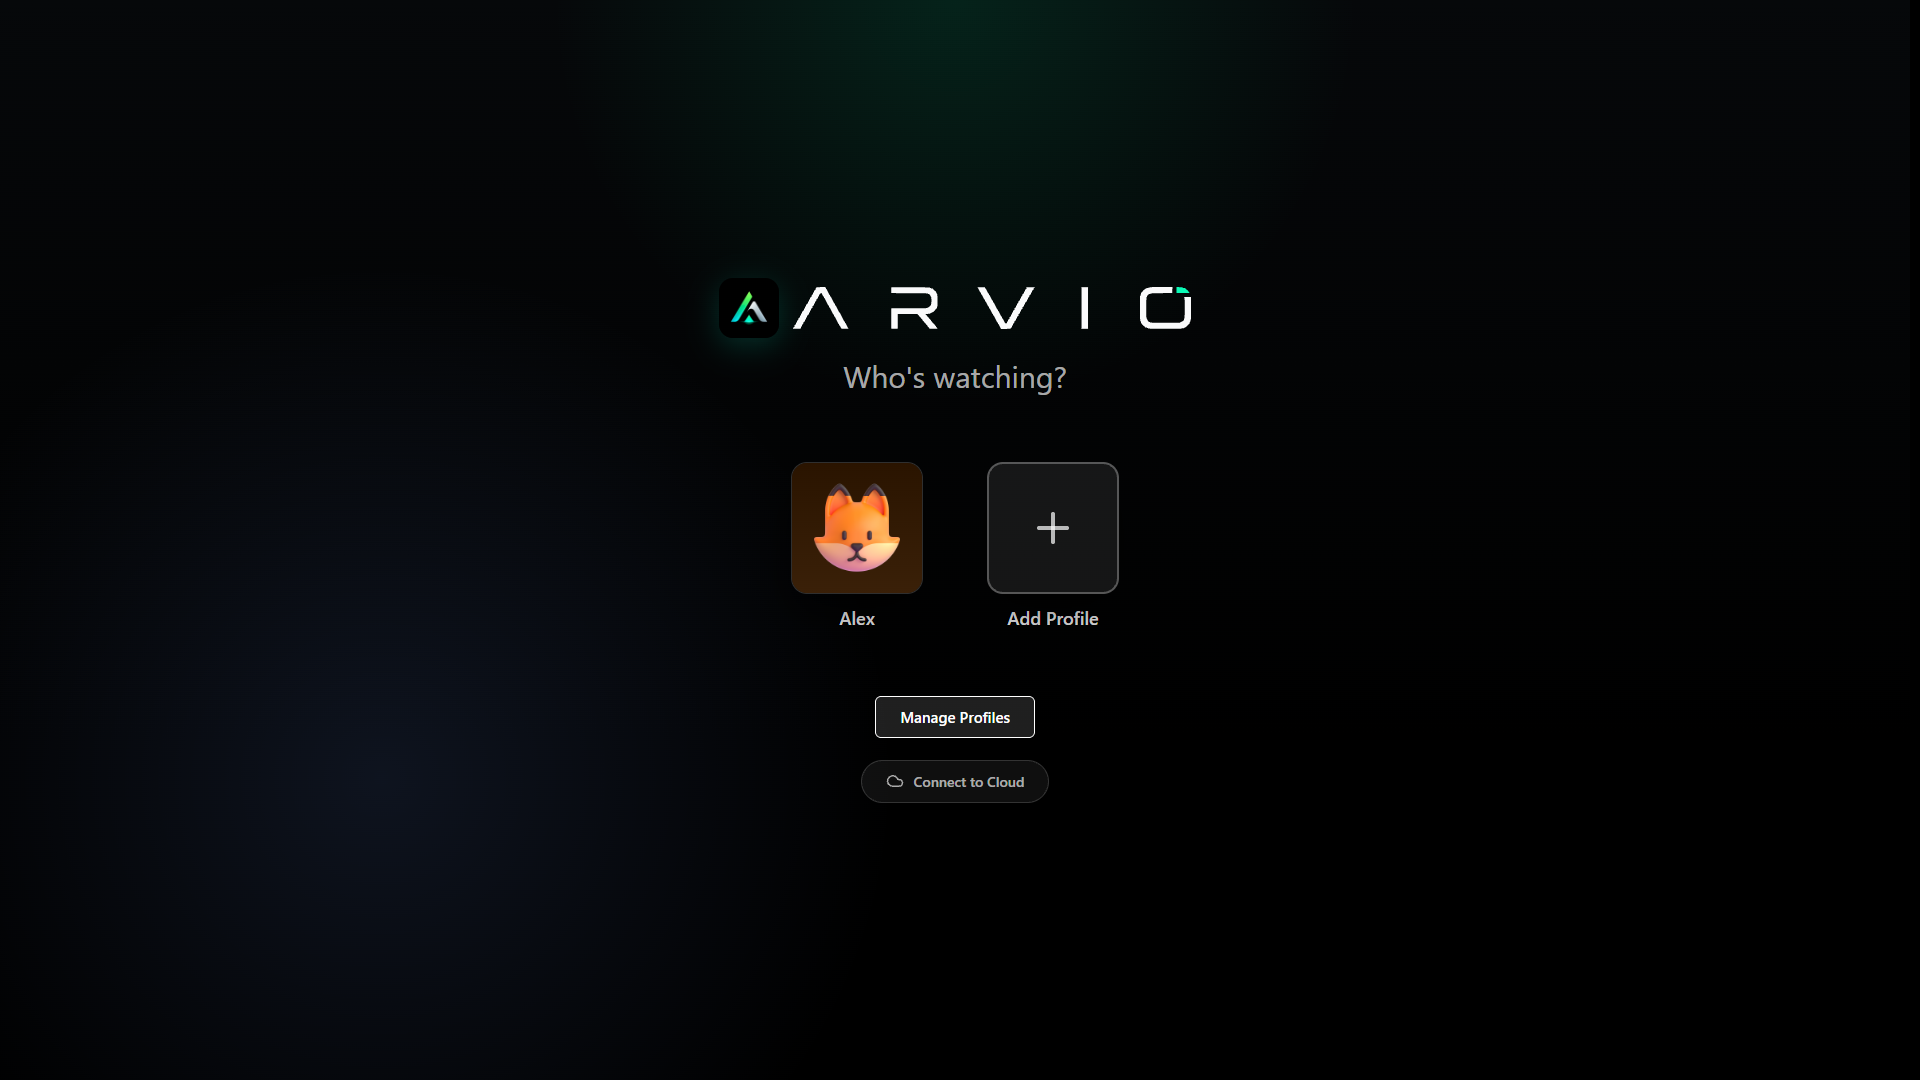 ARVIO
Who's watching?
Alex
Add Profile
Manage Profiles
Connect to Cloud